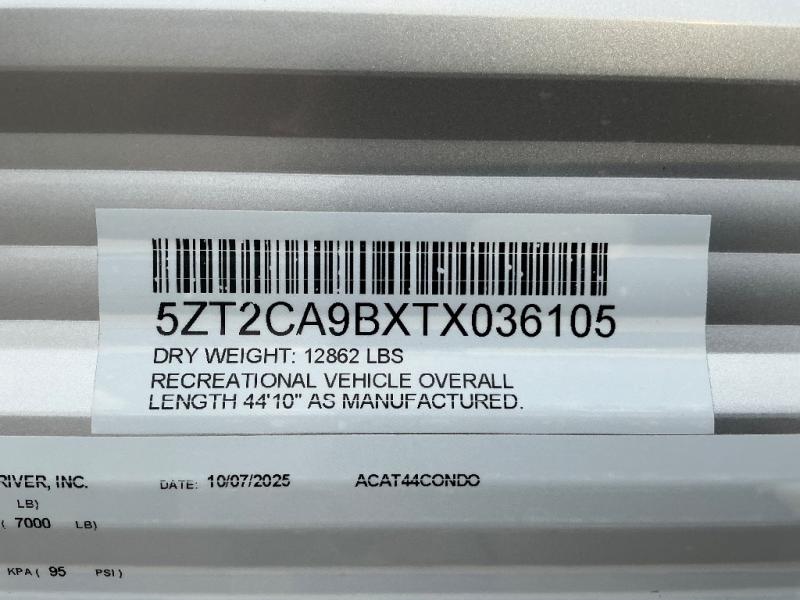 5ZT2CA9BXTX036105
DRY WEIGHT: 12862 LBS
RECREATIONAL VEHICLE OVERALL
LENGTH 44'10" AS MANUFACTURED.
RIVER, INC. DATE: 10/07/2025 ACAT44CONDO
LB)
( 7000 LB)
KPA( 95 PSI)